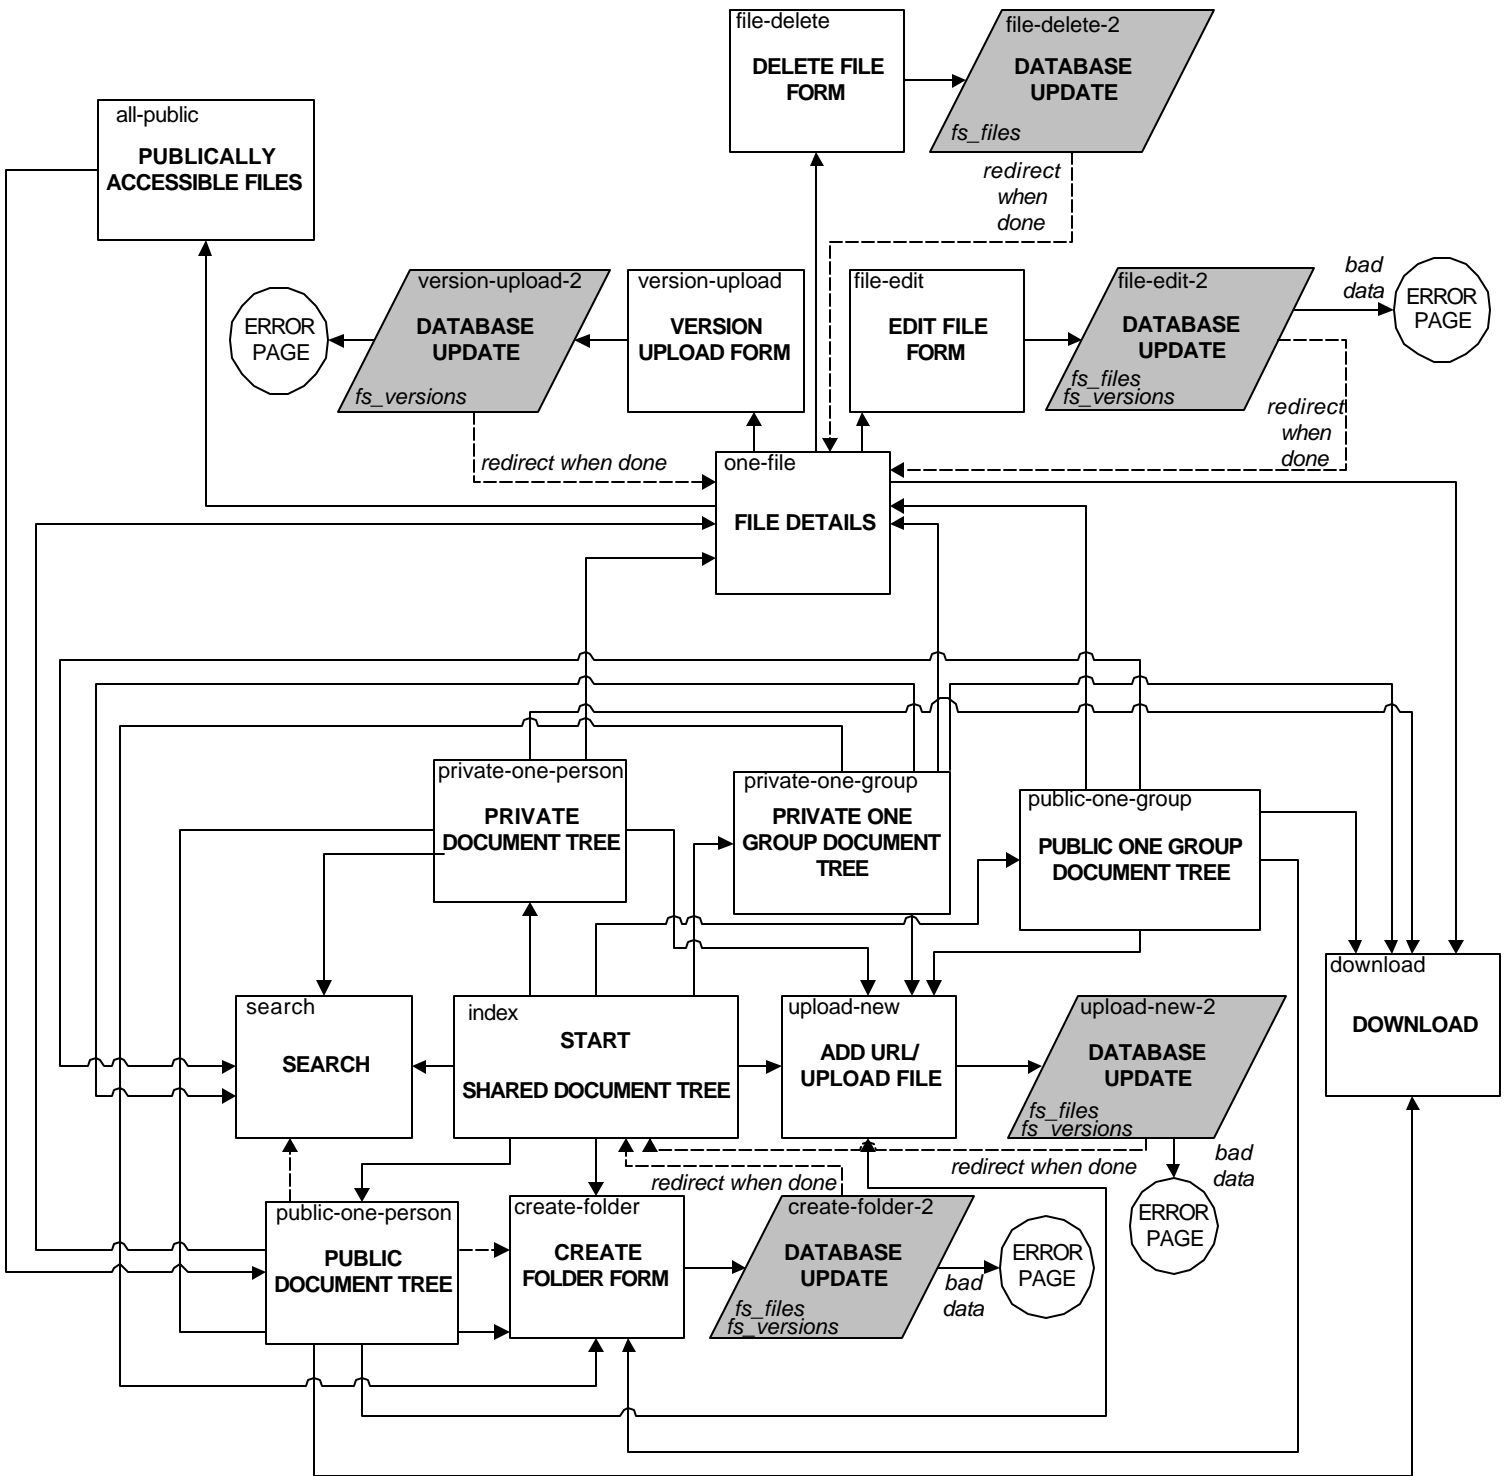 file-delete
DELETE FILE
FORM
file-delete-2
DATABASE
UPDATE
fs_files
redirect
when
done
all-public
PUBLICALLY
ACCESSIBLE FILES
ERROR
PAGE
version-upload-2
DATABASE
UPDATE
fs_versions
version-upload
VERSION
UPLOAD FORM
file-edit
EDIT FILE
FORM
file-edit-2
DATABASE
UPDATE
fs_files
fs_versions
bad
data
ERROR
PAGE
redirect
when
done
redirect when done
one-file
FILE DETAILS
private-one-person
PRIVATE
DOCUMENT TREE
private-one-group
PRIVATE ONE
GROUP DOCUMENT
TREE
public-one-group
PUBLIC ONE GROUP
DOCUMENT TREE
download
DOWNLOAD
search
SEARCH
index
START
SHARED DOCUMENT TREE
upload-new
ADD URL/
UPLOAD FILE
upload-new-2
DATABASE
UPDATE
fs_files
fs_versions
redirect when done
bad
data
ERROR
PAGE
redirect when done
public-one-person
PUBLIC
DOCUMENT TREE
create-folder
CREATE
FOLDER FORM
create-folder-2
DATABASE
UPDATE
fs_files
fs_versions
bad
data
ERROR
PAGE